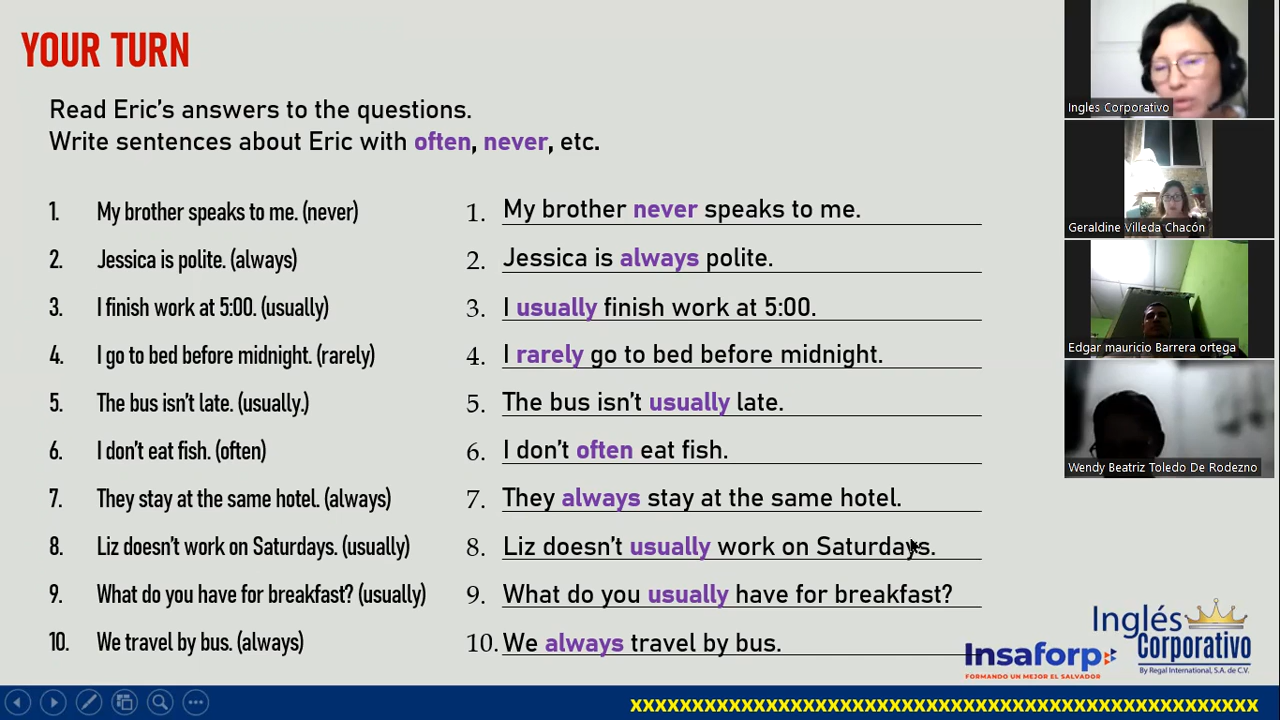 YOUR TURN
Read Eric's answers to the questions.
Write sentences about Eric with often, never, etc.
1. My brother speaks to me. (never)
2. Jessica is polite. (always)
3. I finish work at 5:00. (usually)
4. I go to bed before midnight. (rarely)
5. The bus isn't late. (usually.)
6. I don't eat fish. (often)
7. They stay at the same hotel. (always)
8. Liz doesn't work on Saturdays. (usually)
9. What do you have for breakfast? (usually)
10. We travel by bus. (always)
1. My brother never speaks to me.
2. Jessica is always polite.
3. I usually finish work at 5:00.
4. I rarely go to bed before midnight.
5. The bus isn't usually late.
6. I don't often eat fish.
7. They always stay at the same hotel.
8. Liz doesn't usually work on Saturdays.
9. What do you usually have for breakfast?
10. We always travel by bus.
Insaforp
FORMANDO UN MEJOR EL SALVADOR
Inglés
Corporativo
By Regal International, S.A. de C.V.
XXXXXXXXXXXXXXXXXXXXXXXXXXXXXXXXXXXXXXXXXXXXXXXXXXX
Ingles Corporativo
Geraldine Villeda Chacón
Edgar mauricio Barrera ortega
Wendy Beatriz Toledo De Rodezno